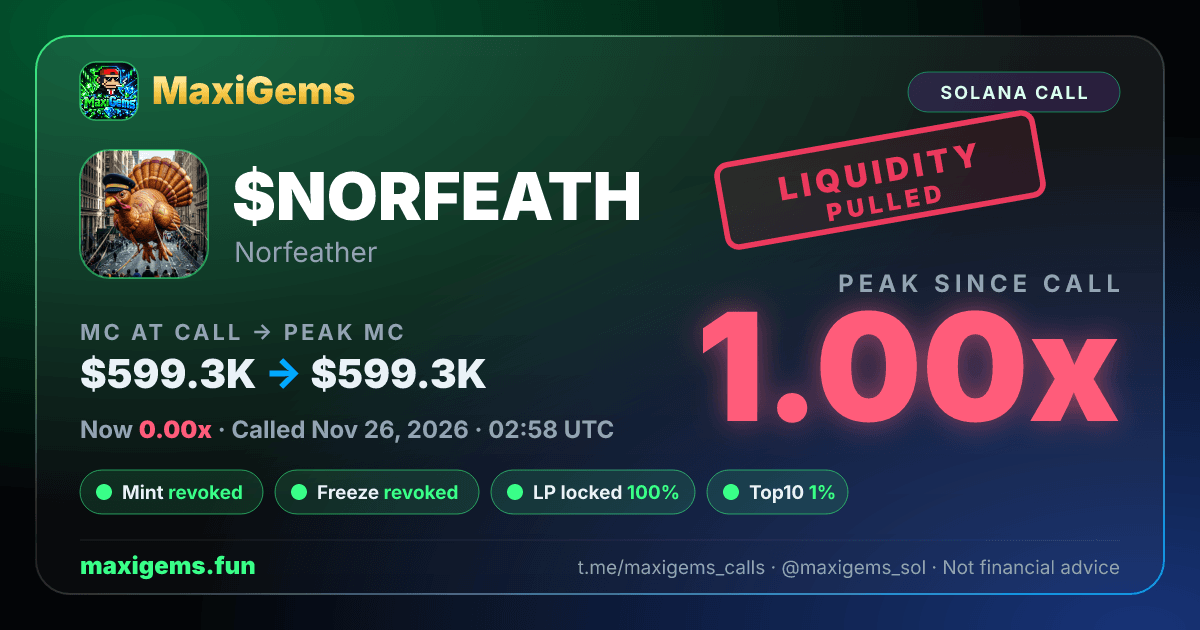 MaxiGems
MaxiGems
SOLANA CALL
LIQUIDITY
PULLED
$NORFEATH
Norfeather
PEAK SINCE CALL
1.00x
MC AT CALL → PEAK MC
$599.3K → $599.3K
Now 0.00x · Called Nov 26, 2026 · 02:58 UTC
Mint revoked
Freeze revoked
LP locked 100%
Top10 1%
maxigems.fun
t.me/maxigems_calls · @maxigems_sol · Not financial advice